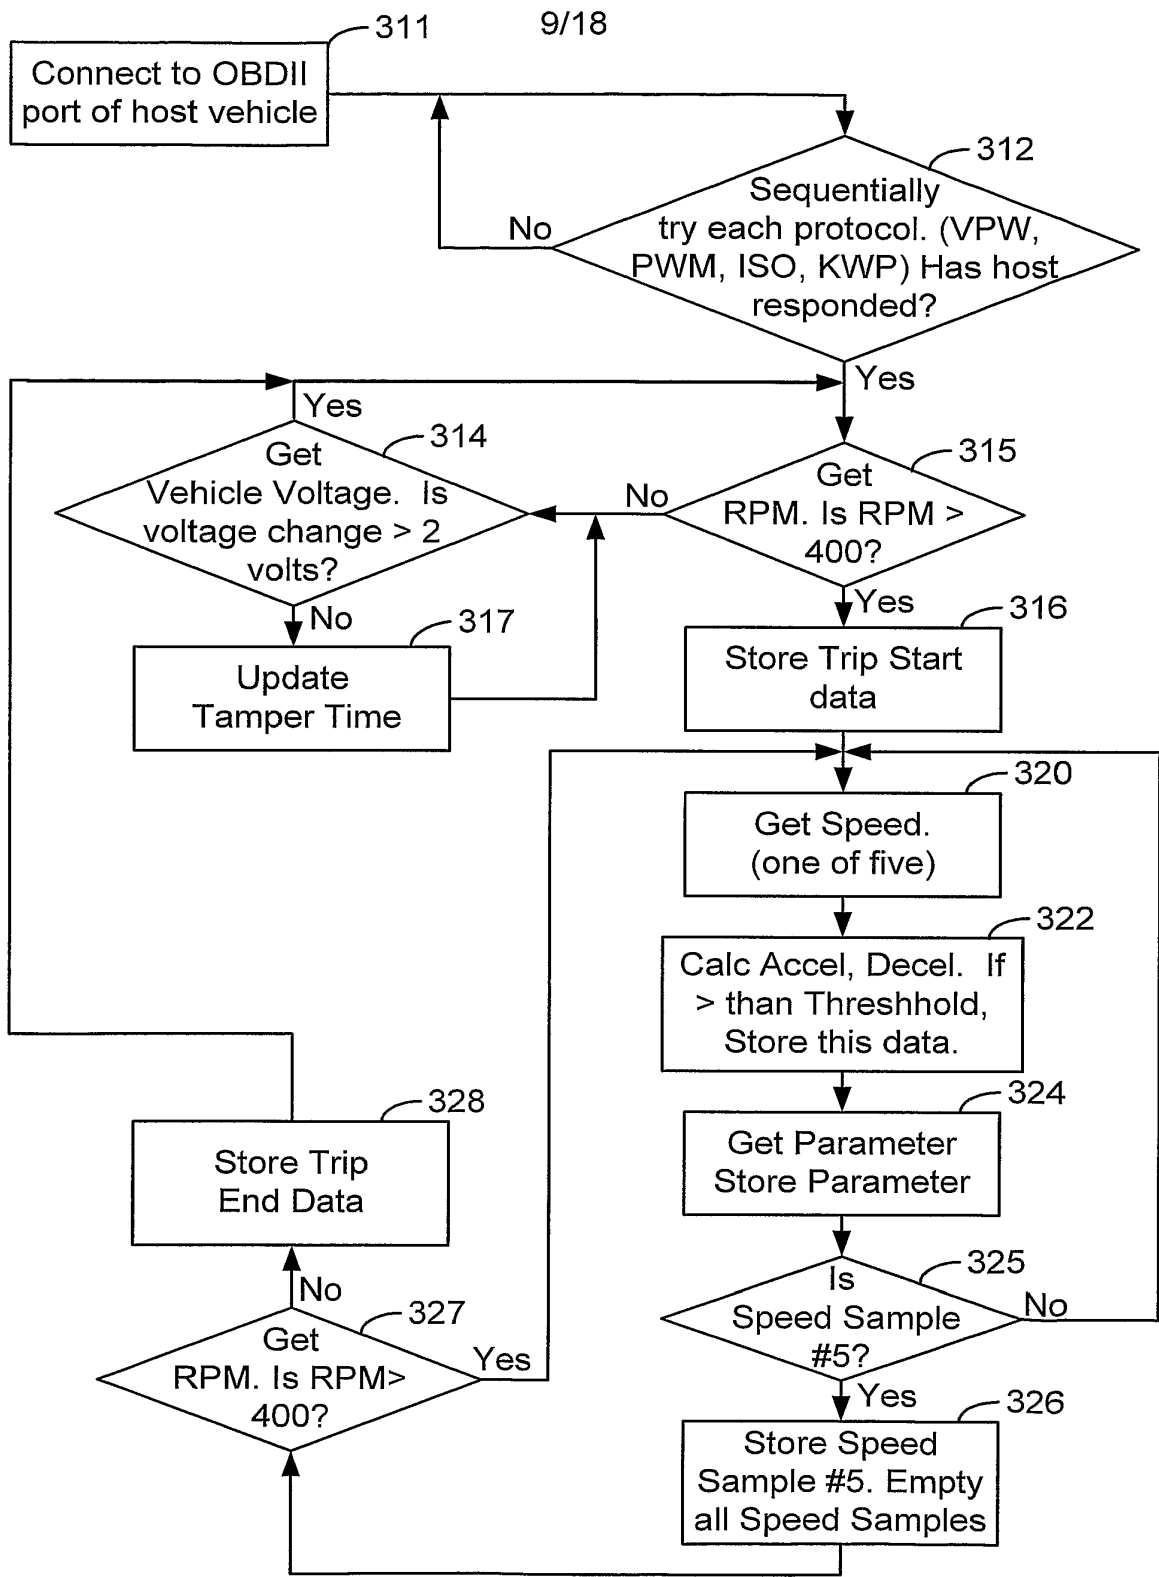 311
9/18
Connect to OBDII
port of host vehicle
312
Sequentially
try each protocol. (VPW,
PWM, ISO, KWP) Has host
responded?
No
Yes
Yes
314
Get
Vehicle Voltage. Is
voltage change > 2
volts?
No
315
Get
RPM. Is RPM >
400?
No
Yes
317
Update
Tamper Time
316
Store Trip Start
data
320
Get Speed.
(one of five)
322
Calc Accel, Decel. If
> than Threshhold,
Store this data.
324
Get Parameter
Store Parameter
328
Store Trip
End Data
325
Is
Speed Sample
#5?
No
No
327
Get
RPM. Is RPM>
400?
Yes
Yes
326
Store Speed
Sample #5. Empty
all Speed Samples